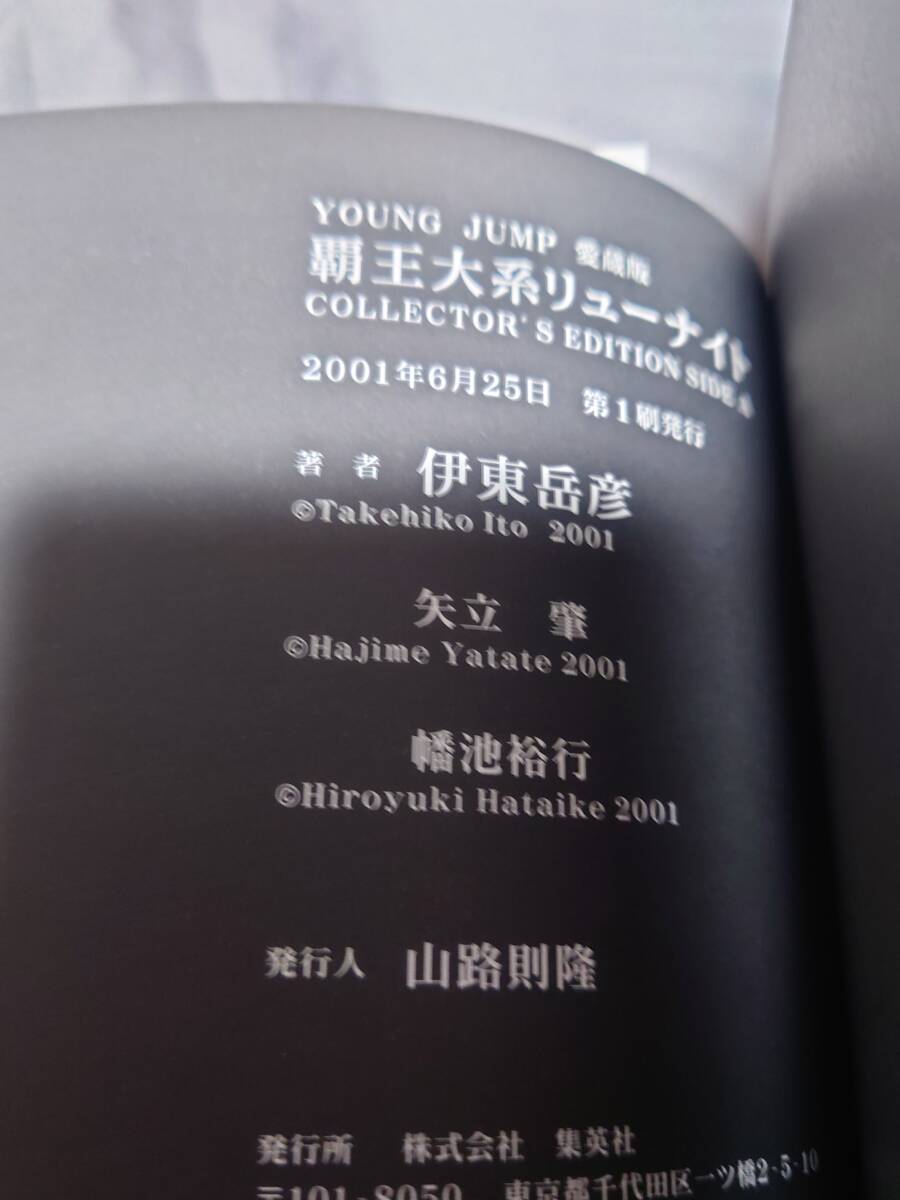 YOUNG JUMP 愛蔵版
覇王大系リューナイト
COLLECTOR'S EDITION SIDE
2001年6月25日 第1刷発行
著者 伊東岳彦
©Takehiko Ito 2001
矢立 肇
©Hajime Yatate 2001
幡池裕行
©Hiroyuki Hataike 2001
発行人 山路則隆
発行所 株式会社 集英社
〒101-8050 東京都千代田区一ツ橋2-5-10